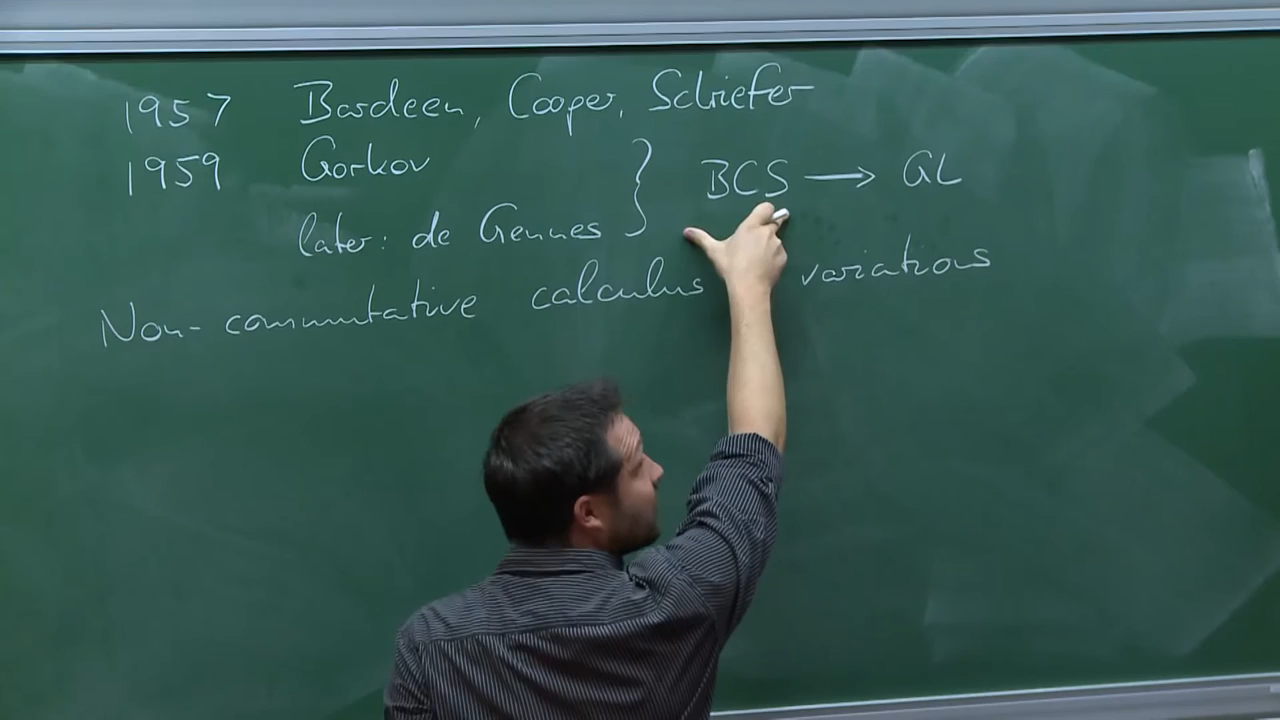 1957 Bardeen, Cooper, Schriefer
1959 Gorkov } BCS → GL
later: de Gennes
Non-commutative calculus variations